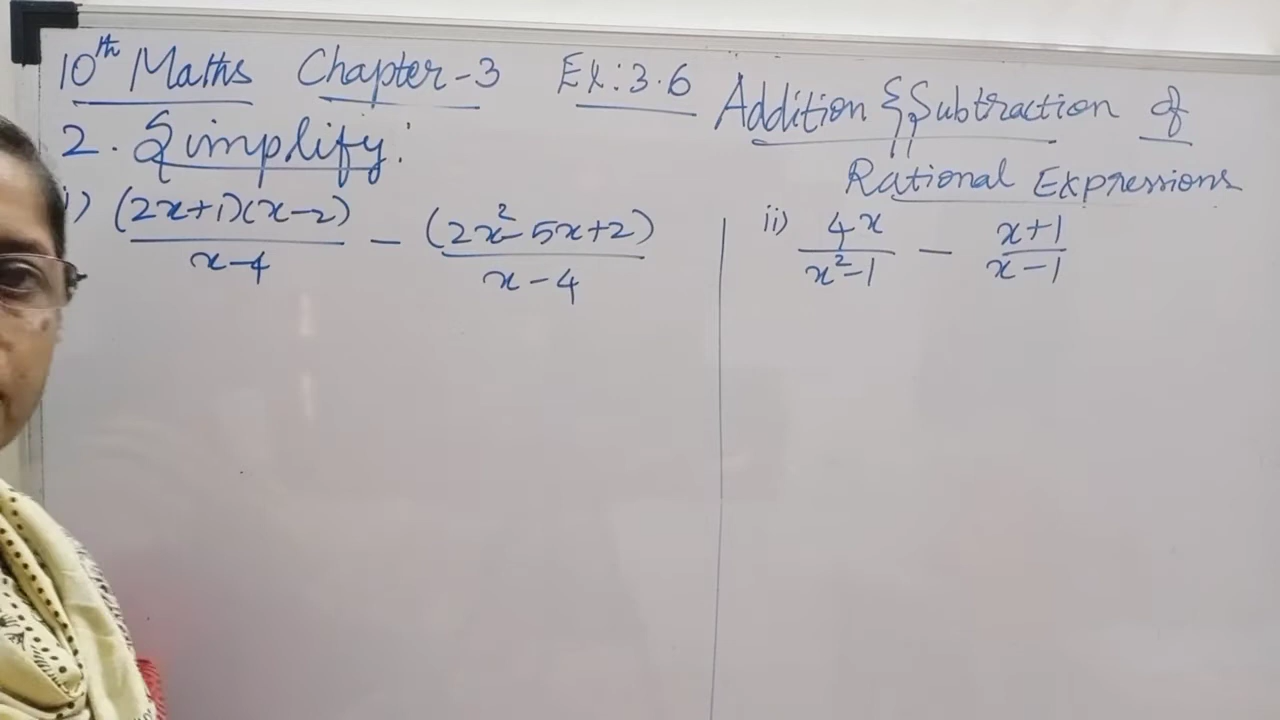 10th Maths Chapter-3 Ex:3.6 Addition & Subtraction of
Rational Expressions
2. Simplify:
i) (2x+1)(x-2)/x-4 - (2x²-5x+2)/x-4
ii) 4x/x²-1 - x+1/x-1